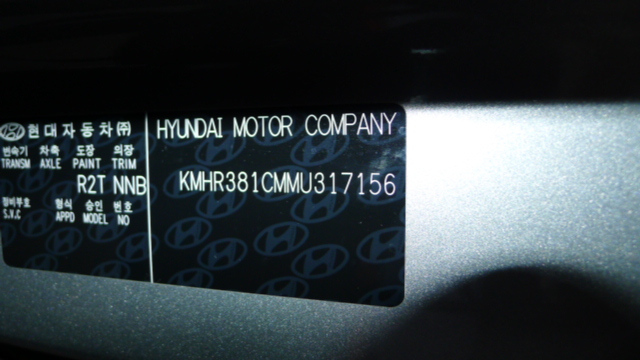 현대자동차㈜
변속기 차축 도장 의장
TRANSM AXLE PAINT TRIM
R2T NNB
정비부호 형식 승인 번호
S.V.C APPD MODEL NO
HYUNDAI MOTOR COMPANY
KMHR381CMMU317156